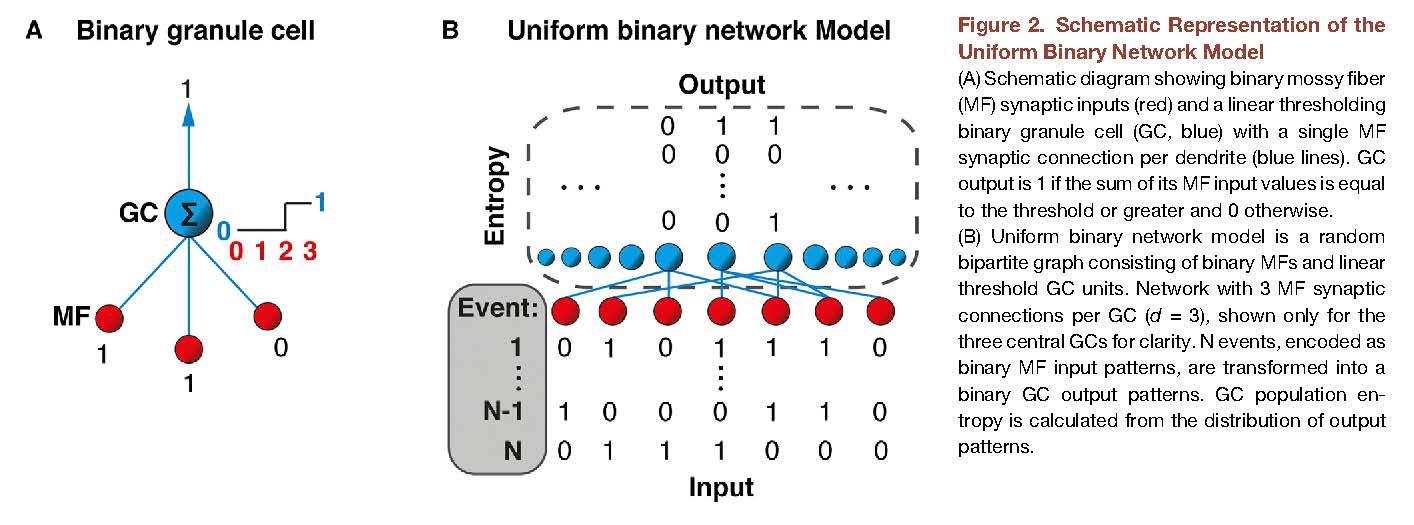 A Binary granule cell
1
GC Σ
0 1
0 1 2 3
MF
1
1
0
B Uniform binary network Model
Output
Entropy
0 1 1
0 0 0
... ⋮ ...
0 0 1
Event:
1 0 1 0 1 1 1 0
⋮ ⋮
N-1 1 0 0 0 1 1 0
N 0 1 1 1 0 0 0
Input
Figure 2. Schematic Representation of the
Uniform Binary Network Model
(A) Schematic diagram showing binary mossy fiber
(MF) synaptic inputs (red) and a linear thresholding
binary granule cell (GC, blue) with a single MF
synaptic connection per dendrite (blue lines). GC
output is 1 if the sum of its MF input values is equal
to the threshold or greater and 0 otherwise.
(B) Uniform binary network model is a random
bipartite graph consisting of binary MFs and linear
threshold GC units. Network with 3 MF synaptic
connections per GC (d = 3), shown only for the
three central GCs for clarity. N events, encoded as
binary MF input patterns, are transformed into a
binary GC output patterns. GC population en-
tropy is calculated from the distribution of output
patterns.